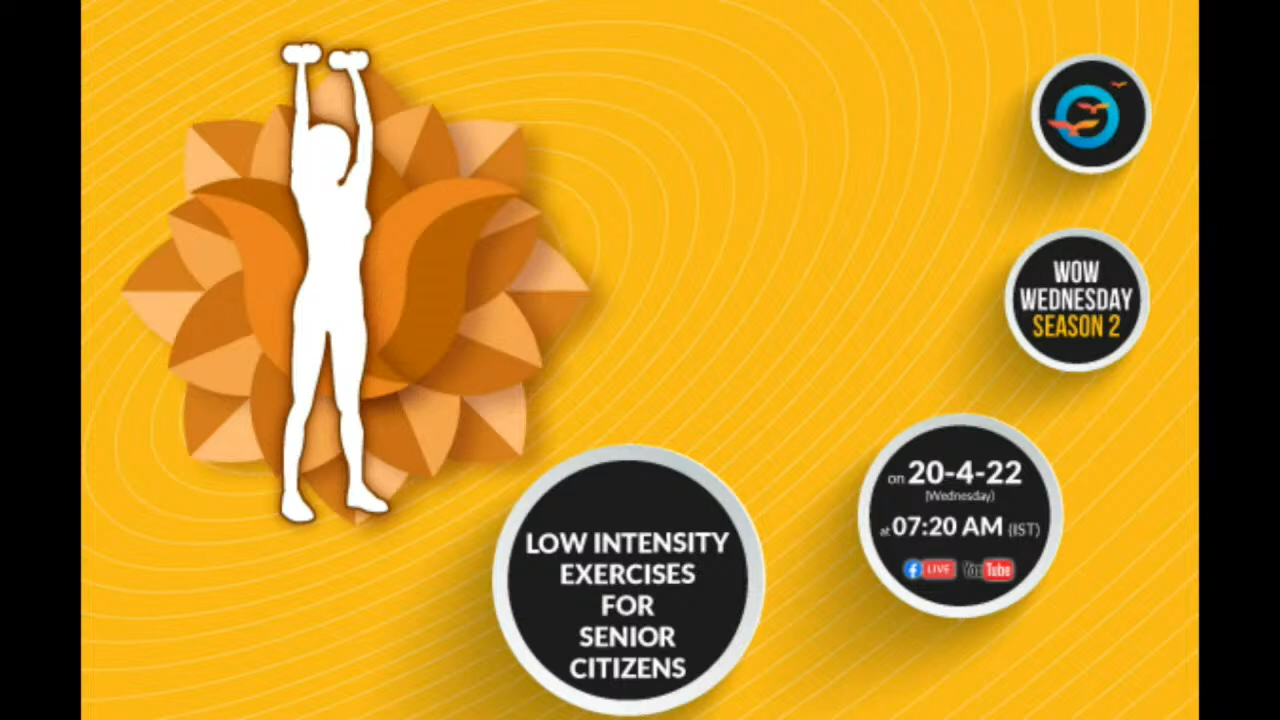 WOW
WEDNESDAY
SEASON 2
on 20-4-22
(Wednesday)
at 07:20 AM (IST)
f LIVE YouTube
LOW INTENSITY
EXERCISES
FOR
SENIOR
CITIZENS